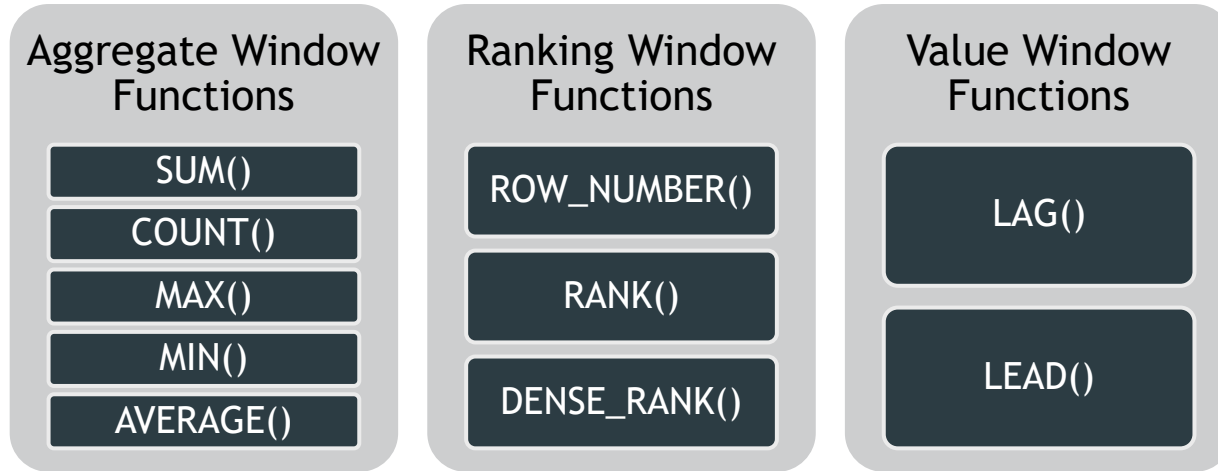 Aggregate Window
Functions
SUM()
COUNT()
MAX()
MIN()
AVERAGE()
Ranking Window
Functions
ROW_NUMBER()
RANK()
DENSE_RANK()
Value Window
Functions
LAG()
LEAD()